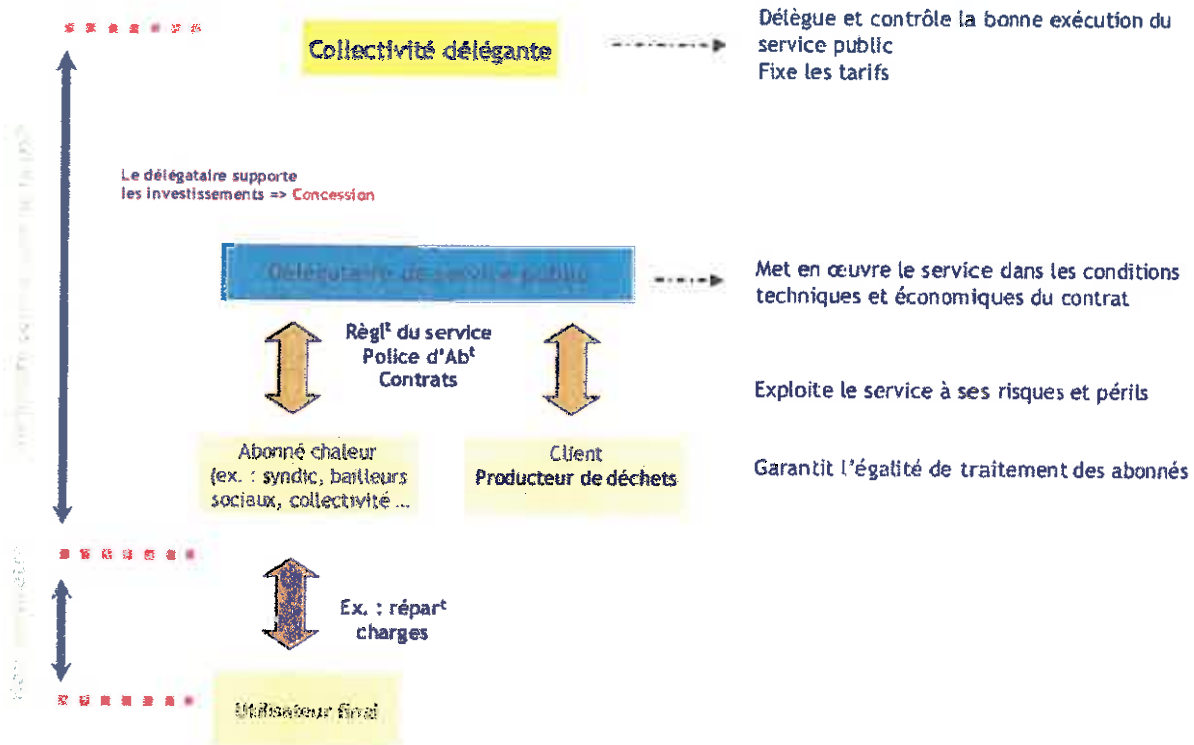 Collectivité délégante
Délègue et contrôle la bonne exécution du
service public
Fixe les tarifs
Le délégataire supporte
les investissements => Concession
Délégataire de service public
Met en œuvre le service dans les conditions
techniques et économiques du contrat
Règlᵗ du service
Police d'Abᵗ
Contrats
Exploite le service à ses risques et périls
Abonné chaleur
(ex. : syndic, bailleurs
sociaux, collectivité ...
Client
Producteur de déchets
Garantit l'égalité de traitement des abonnés
Ex. : répartᵗ
charges
Utilisateur final